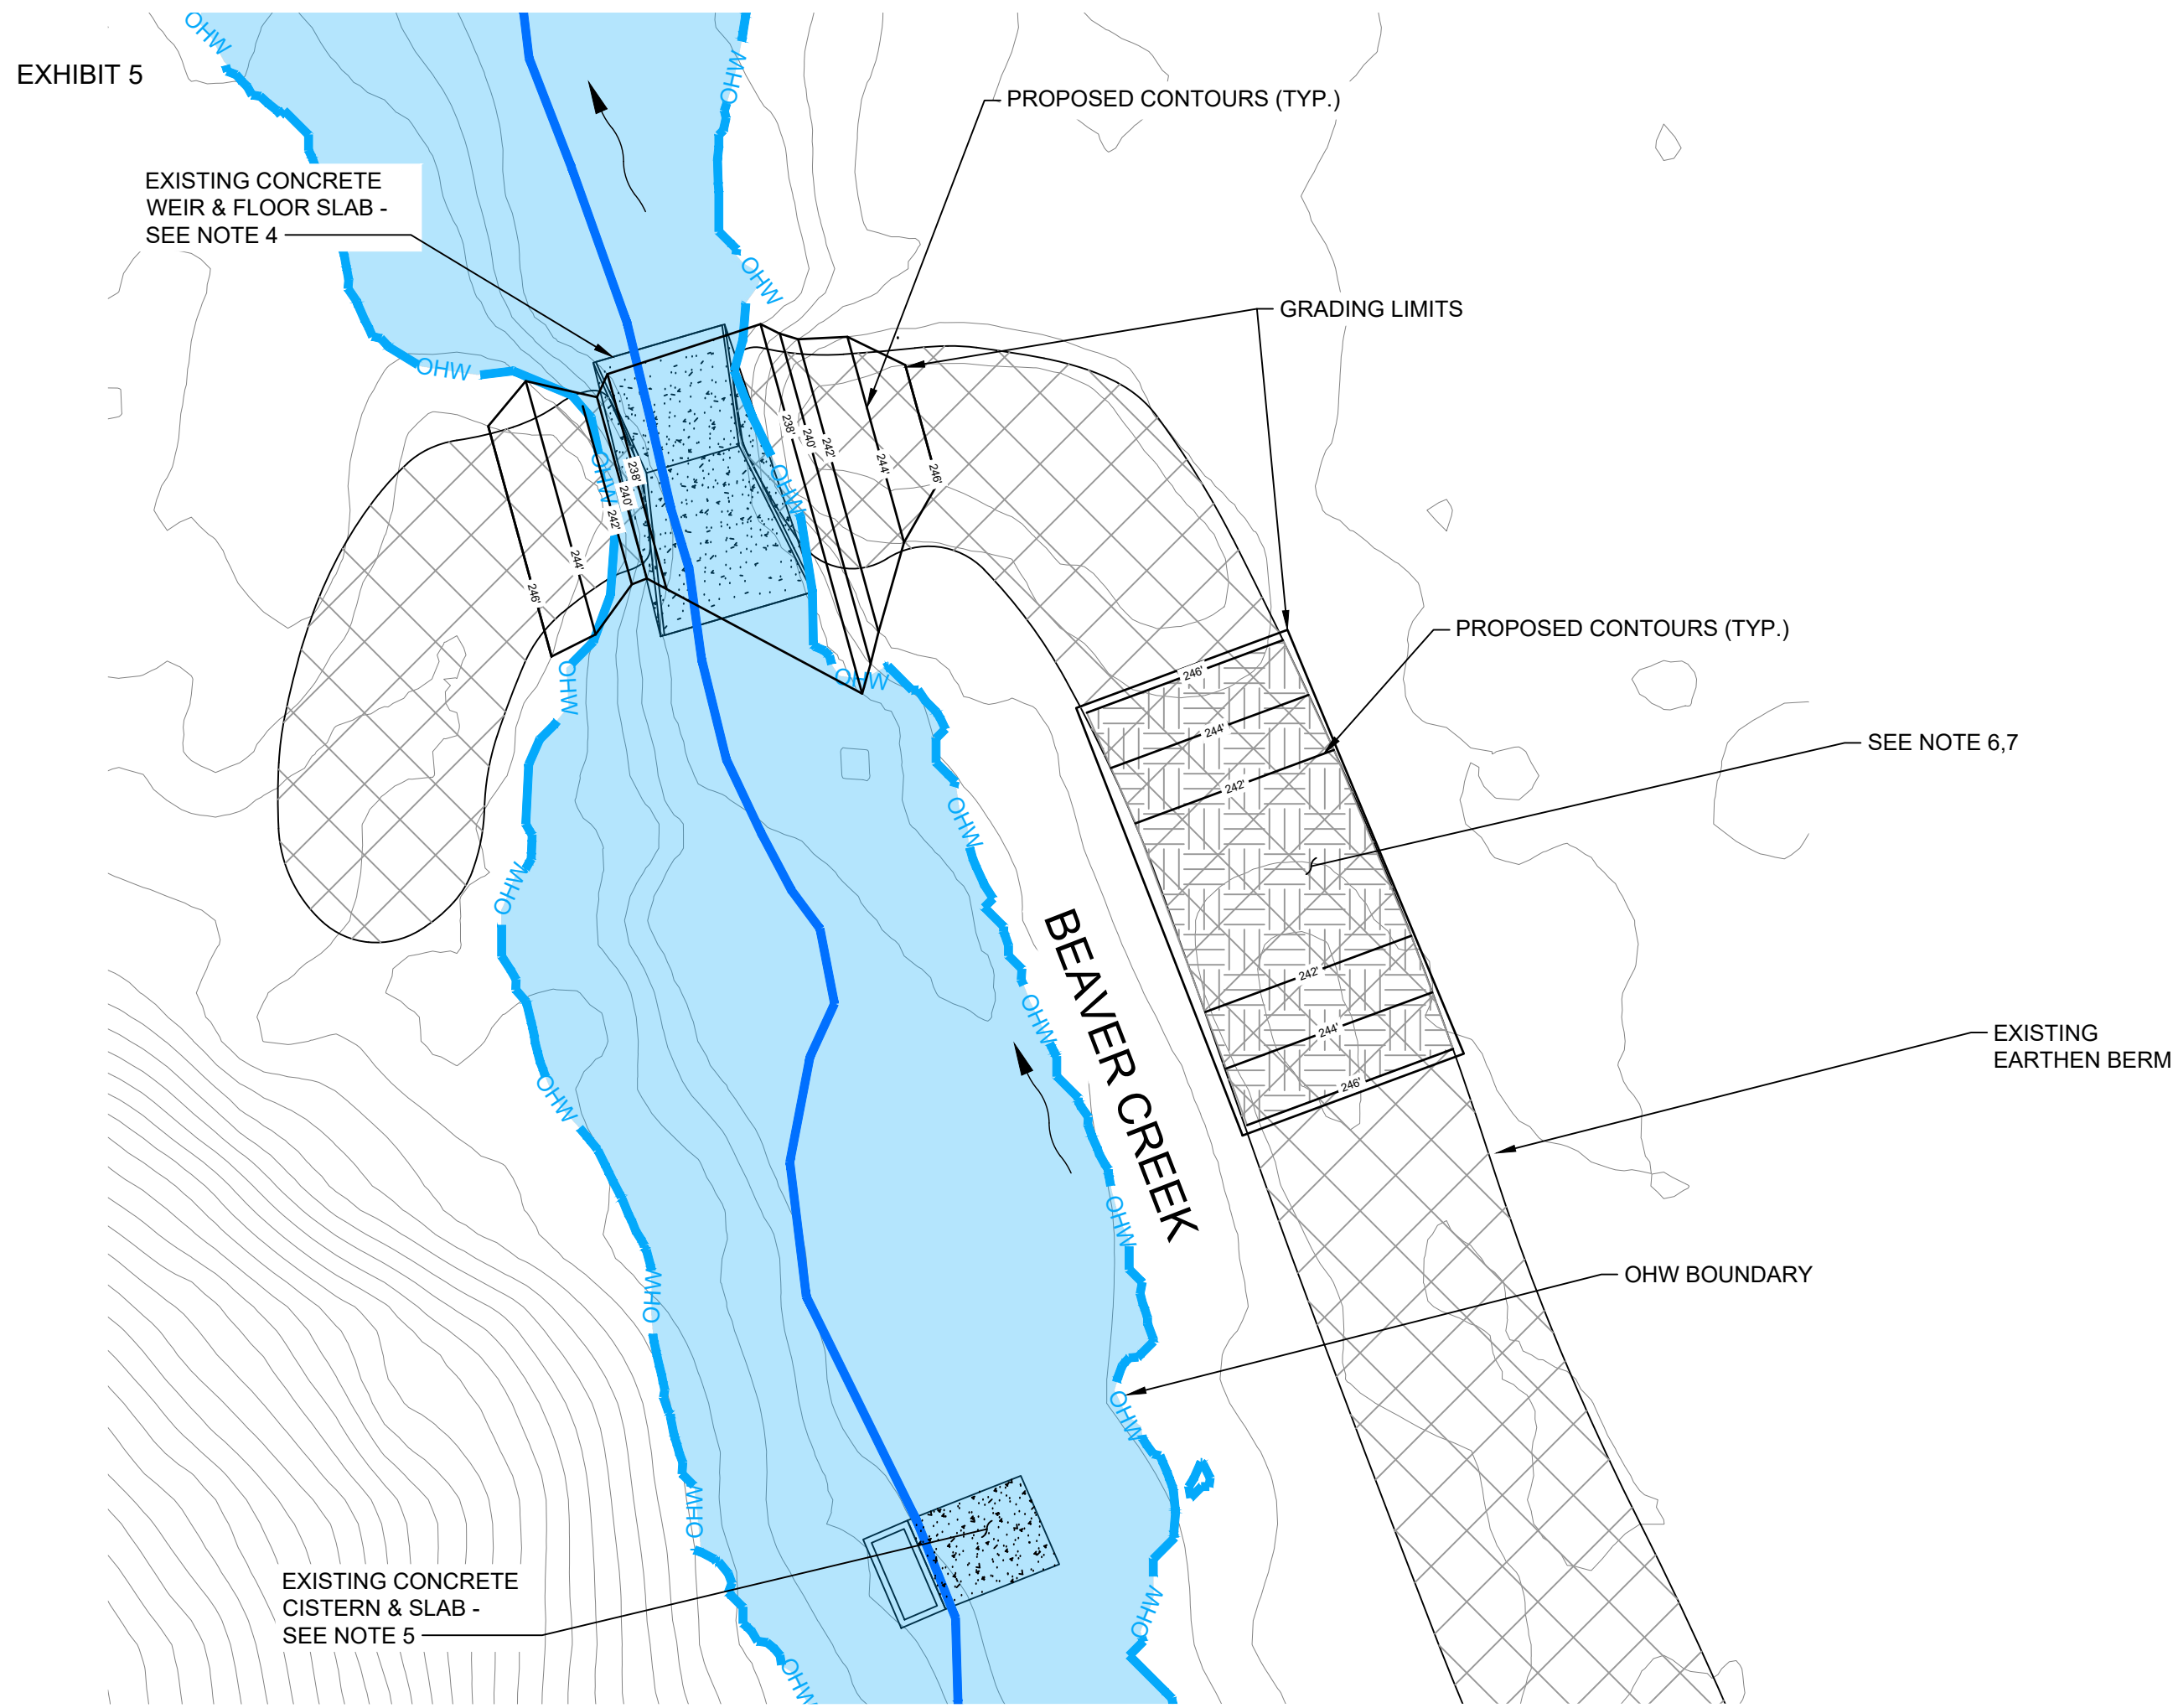 OHW
EXHIBIT 5
OHW
PROPOSED CONTOURS (TYP.)
EXISTING CONCRETE
WEIR & FLOOR SLAB -
SEE NOTE 4
OHW
GRADING LIMITS
OHW
238'
240'
242'
244'
246'
OHW
238'
240'
242'
244'
246'
OHW
OHW
OHW
PROPOSED CONTOURS (TYP.)
246'
244'
242'
SEE NOTE 6,7
OHW
OHW
BEAVER CREEK
242'
244'
246'
OHW
EXISTING
EARTHEN BERM
OHW
OHW
OHW
OHW BOUNDARY
OHW
OHW
EXISTING CONCRETE
CISTERN & SLAB -
SEE NOTE 5
OHW
OHW